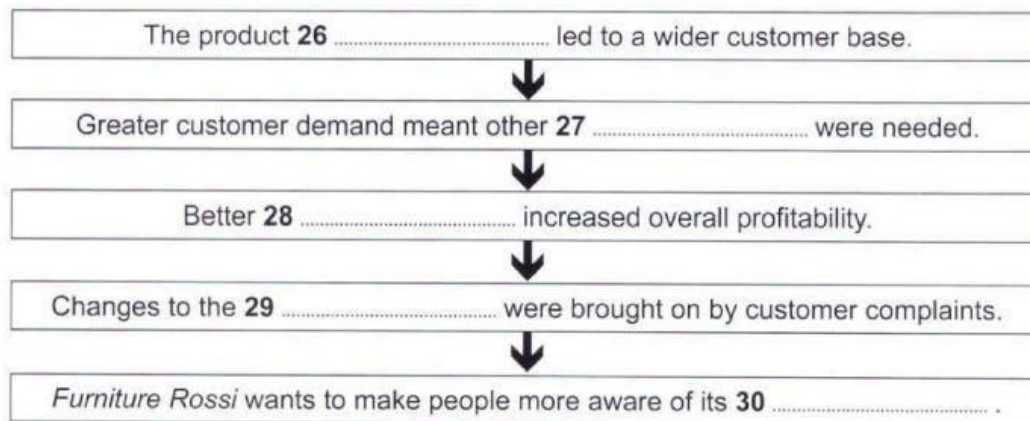 The product 26 ........................ led to a wider customer base.
Greater customer demand meant other 27 ........................ were needed.
Better 28 ........................ increased overall profitability.
Changes to the 29 ........................ were brought on by customer complaints.
Furniture Rossi wants to make people more aware of its 30 ........................ .